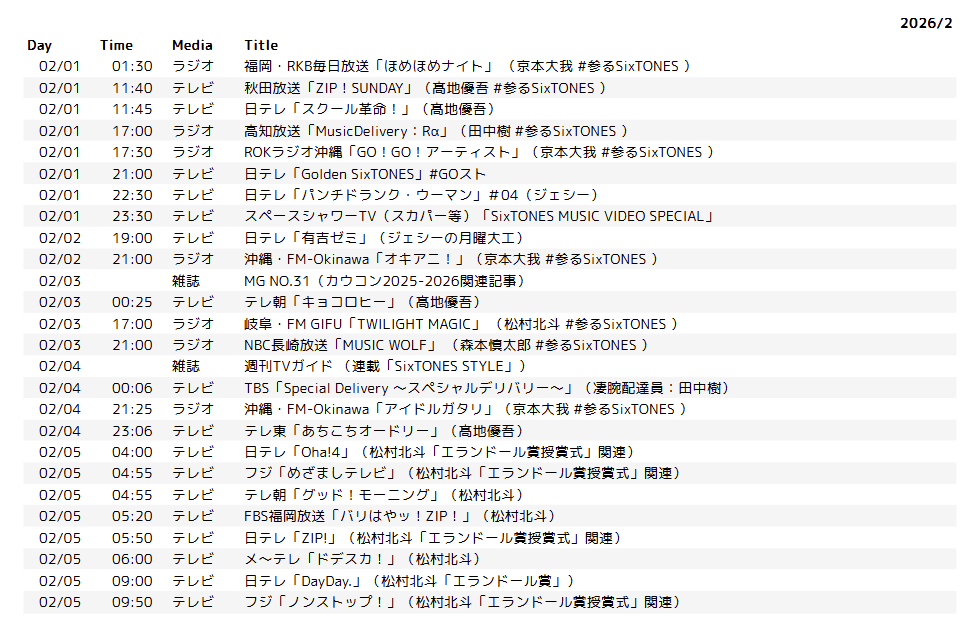 2026/2
Day Time Media Title
02/01 01:30 ラジオ 福岡・RKB毎日放送「ほめほめナイト」 （京本大我 #参るSixTONES ）
02/01 11:40 テレビ 秋田放送「ZIP！SUNDAY」（髙地優吾 #参るSixTONES ）
02/01 11:45 テレビ 日テレ「スクール革命！」（髙地優吾）
02/01 17:00 ラジオ 高知放送「MusicDelivery：Rα」（田中樹 #参るSixTONES ）
02/01 17:30 ラジオ ROKラジオ沖縄「GO！GO！アーティスト」（京本大我 #参るSixTONES ）
02/01 21:00 テレビ 日テレ「Golden SixTONES」#GOスト
02/01 22:30 テレビ 日テレ「パンチドランク・ウーマン」＃04（ジェシー）
02/01 23:30 テレビ スペースシャワーTV（スカパー等）「SixTONES MUSIC VIDEO SPECIAL」
02/02 19:00 テレビ 日テレ「有吉ゼミ」（ジェシーの月曜大工）
02/02 21:00 ラジオ 沖縄・FM-Okinawa「オキアニ！」（京本大我 #参るSixTONES ）
02/03 雑誌 MG NO.31（カウコン2025-2026関連記事）
02/03 00:25 テレビ テレ朝「キョコロヒー」（髙地優吾）
02/03 17:00 ラジオ 岐阜・FM GIFU「TWILIGHT MAGIC」 （松村北斗 #参るSixTONES ）
02/03 21:00 ラジオ NBC長崎放送「MUSIC WOLF」 （森本慎太郎 #参るSixTONES ）
02/04 雑誌 週刊TVガイド （連載「SixTONES STYLE」）
02/04 00:06 テレビ TBS「Special Delivery ～スペシャルデリバリー～」（凄腕配達員：田中樹）
02/04 21:25 ラジオ 沖縄・FM-Okinawa「アイドルガタリ」（京本大我 #参るSixTONES ）
02/04 23:06 テレビ テレ東「あちこちオードリー」（髙地優吾）
02/05 04:00 テレビ 日テレ「Oha!4」（松村北斗「エランドール賞授賞式」関連）
02/05 04:55 テレビ フジ「めざましテレビ」（松村北斗「エランドール賞授賞式」関連）
02/05 04:55 テレビ テレ朝「グッド！モーニング」（松村北斗）
02/05 05:20 テレビ FBS福岡放送「バリはやッ！ZIP！」（松村北斗）
02/05 05:50 テレビ 日テレ「ZIP!」（松村北斗「エランドール賞授賞式」関連）
02/05 06:00 テレビ メ～テレ「ドデスカ！」（松村北斗）
02/05 09:00 テレビ 日テレ「DayDay.」（松村北斗「エランドール賞」）
02/05 09:50 テレビ フジ「ノンストップ！」（松村北斗「エランドール賞授賞式」関連）